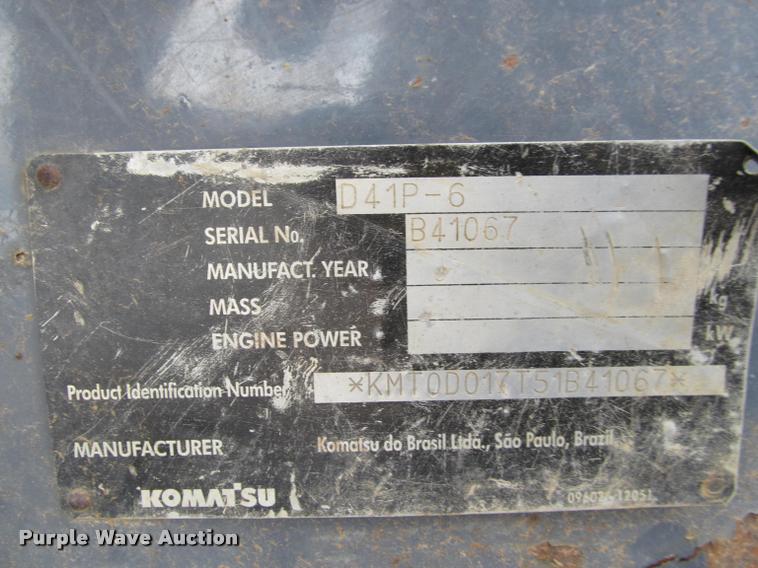 MODEL D41P-6
SERIAL No. B41067
MANUFACT. YEAR
MASS kg
ENGINE POWER kW
Product Identification Number *KMT0D017T51B41067*
MANUFACTURER Komatsu do Brasil Ltda., São Paulo, Brazil
KOMATSU
Purple Wave Auction